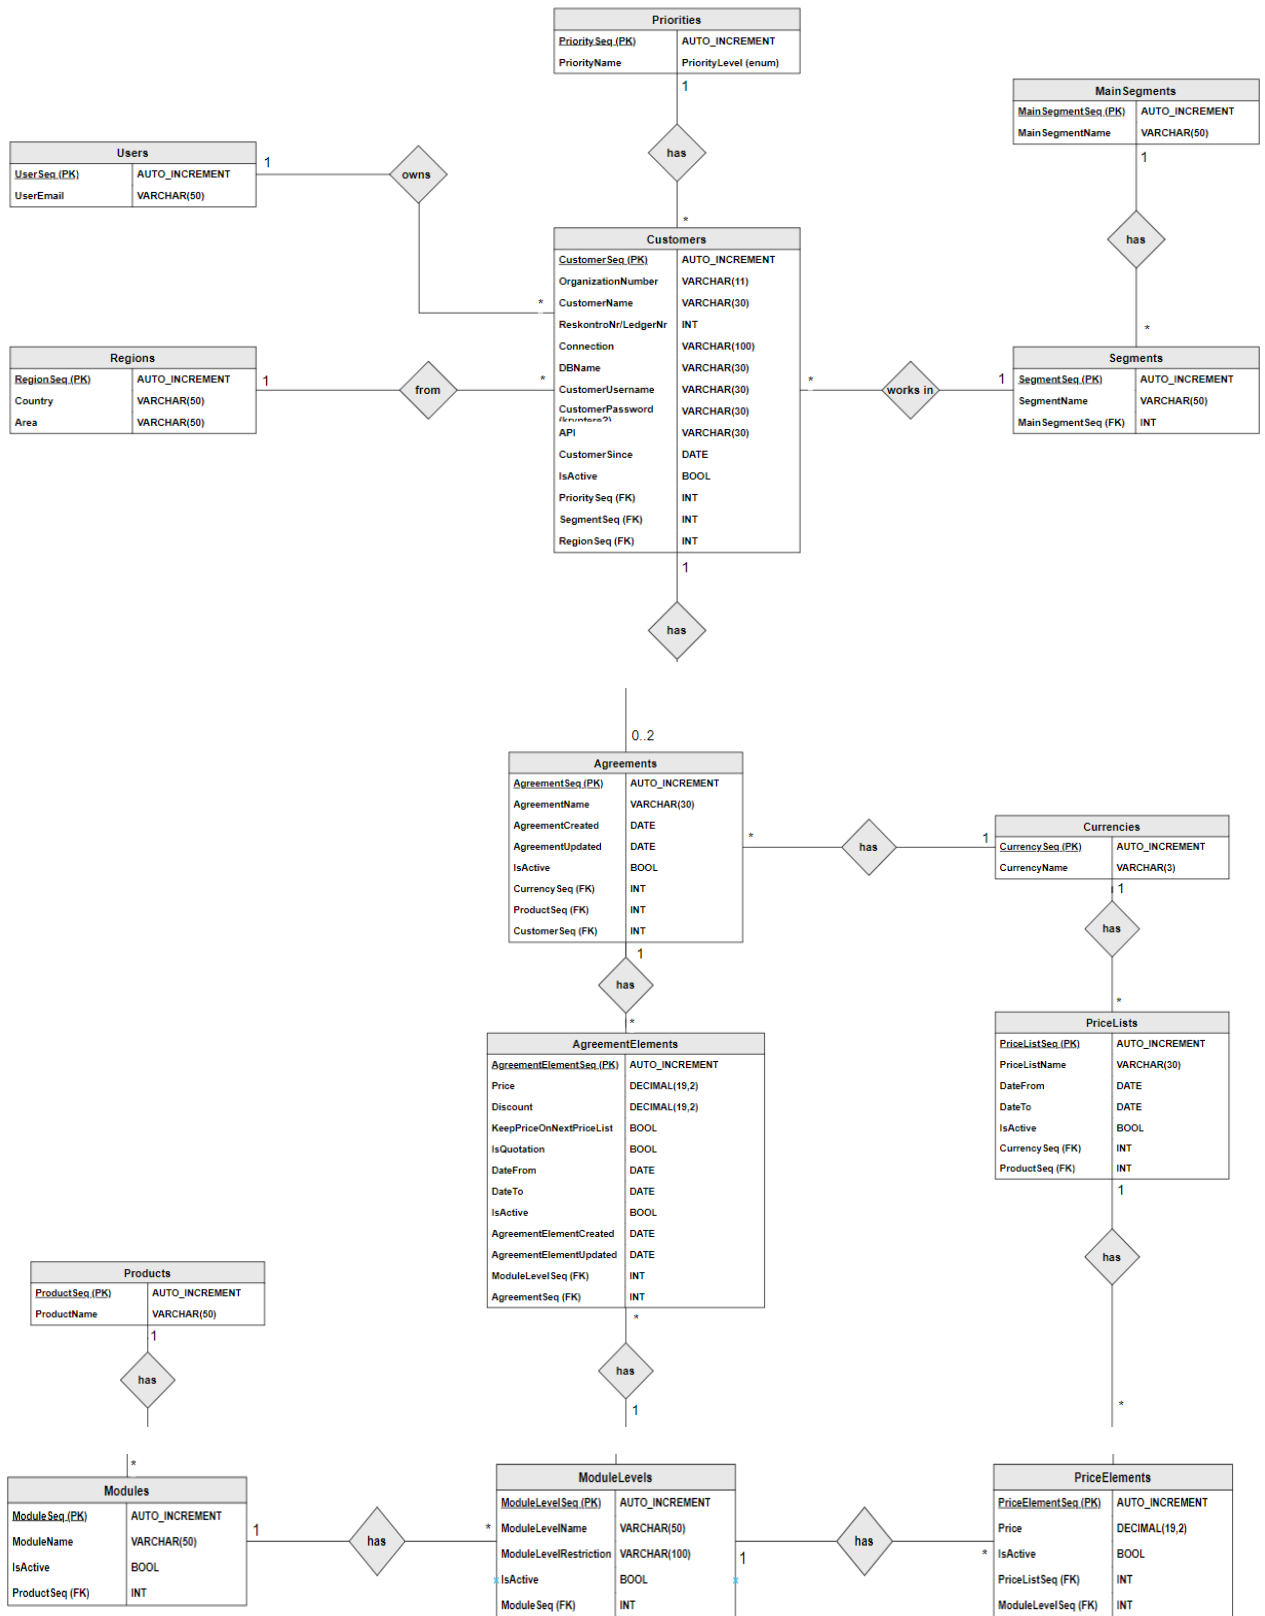 Priorities
PrioritySeq (PK) AUTO_INCREMENT
PriorityName PriorityLevel (enum)
1
has
*
MainSegments
MainSegmentSeq (PK) AUTO_INCREMENT
MainSegmentName VARCHAR(50)
1
has
*
Users
UserSeq (PK) AUTO_INCREMENT
UserEmail VARCHAR(50)
1
owns
*
Customers
CustomerSeq (PK) AUTO_INCREMENT
OrganizationNumber VARCHAR(11)
CustomerName VARCHAR(30)
ReskontroNr/LedgerNr INT
Connection VARCHAR(100)
DBName VARCHAR(30)
CustomerUsername VARCHAR(30)
CustomerPassword VARCHAR(30)
(kryptere?)
API VARCHAR(30)
CustomerSince DATE
IsActive BOOL
PrioritySeq (FK) INT
SegmentSeq (FK) INT
RegionSeq (FK) INT
1
has
Regions
RegionSeq (PK) AUTO_INCREMENT
Country VARCHAR(50)
Area VARCHAR(50)
1
from
*
*
works in
1
Segments
SegmentSeq (PK) AUTO_INCREMENT
SegmentName VARCHAR(50)
MainSegmentSeq (FK) INT
0..2
Agreements
AgreementSeq (PK) AUTO_INCREMENT
AgreementName VARCHAR(30)
AgreementCreated DATE
AgreementUpdated DATE
IsActive BOOL
CurrencySeq (FK) INT
ProductSeq (FK) INT
CustomerSeq (FK) INT
*
has
1
Currencies
CurrencySeq (PK) AUTO_INCREMENT
CurrencyName VARCHAR(3)
1
has
*
1
has
*
AgreementElements
AgreementElementSeq (PK) AUTO_INCREMENT
Price DECIMAL(19,2)
Discount DECIMAL(19,2)
KeepPriceOnNextPriceList BOOL
IsQuotation BOOL
DateFrom DATE
DateTo DATE
IsActive BOOL
AgreementElementCreated DATE
AgreementElementUpdated DATE
ModuleLevelSeq (FK) INT
AgreementSeq (FK) INT
*
has
1
PriceLists
PriceListSeq (PK) AUTO_INCREMENT
PriceListName VARCHAR(30)
DateFrom DATE
DateTo DATE
IsActive BOOL
CurrencySeq (FK) INT
ProductSeq (FK) INT
1
has
*
Products
ProductSeq (PK) AUTO_INCREMENT
ProductName VARCHAR(50)
1
has
*
Modules
ModuleSeq (PK) AUTO_INCREMENT
ModuleName VARCHAR(50)
IsActive BOOL
ProductSeq (FK) INT
1
has
*
ModuleLevels
ModuleLevelSeq (PK) AUTO_INCREMENT
ModuleLevelName VARCHAR(50)
ModuleLevelRestriction VARCHAR(100)
IsActive BOOL
ModuleSeq (FK) INT
1
has
*
PriceElements
PriceElementSeq (PK) AUTO_INCREMENT
Price DECIMAL(19,2)
IsActive BOOL
PriceListSeq (FK) INT
ModuleLevelSeq (FK) INT